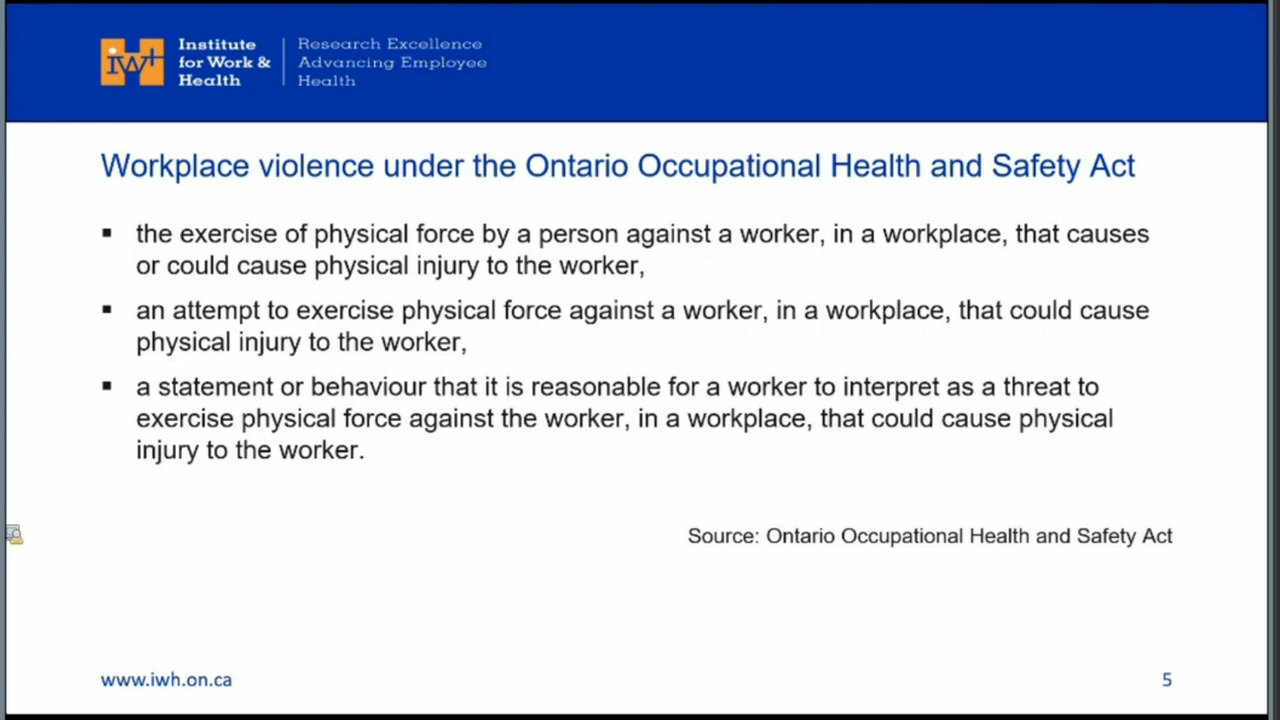 iw+
Institute
for Work &
Health
Research Excellence
Advancing Employee
Health
Workplace violence under the Ontario Occupational Health and Safety Act
▪ the exercise of physical force by a person against a worker, in a workplace, that causes
or could cause physical injury to the worker,
▪ an attempt to exercise physical force against a worker, in a workplace, that could cause
physical injury to the worker,
▪ a statement or behaviour that it is reasonable for a worker to interpret as a threat to
exercise physical force against the worker, in a workplace, that could cause physical
injury to the worker.
Source: Ontario Occupational Health and Safety Act
www.iwh.on.ca
5